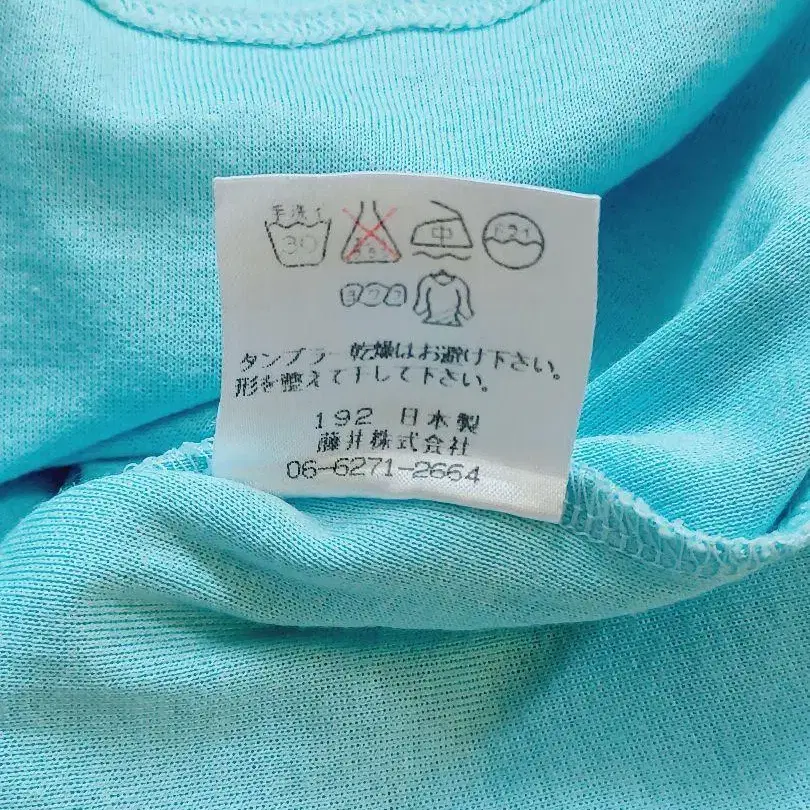 手洗イ
30
中
ドライ
タンブラー乾燥はお避け下さい。
形を整えて干して下さい。
192 日本製
藤井株式会社
06-6271-2664